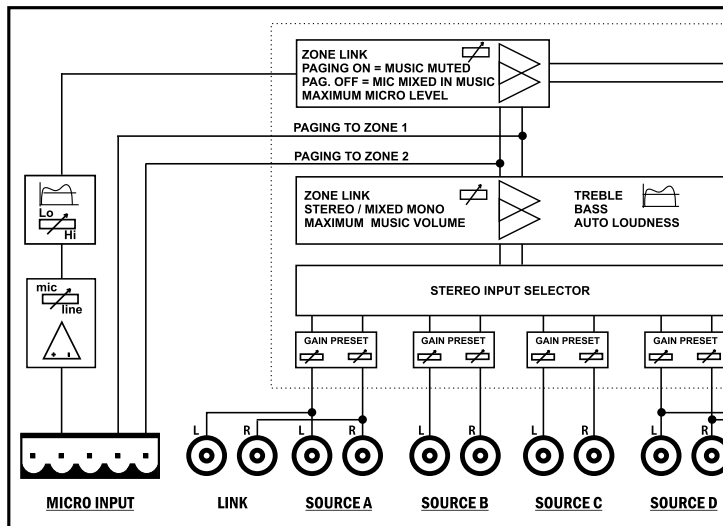 ZONE LINK
PAGING ON = MUSIC MUTED
PAG. OFF = MIC MIXED IN MUSIC
MAXIMUM MICRO LEVEL
PAGING TO ZONE 1
PAGING TO ZONE 2
Lo
Hi
ZONE LINK
STEREO / MIXED MONO
MAXIMUM MUSIC VOLUME
TREBLE
BASS
AUTO LOUDNESS
mic
line
+ -
STEREO INPUT SELECTOR
GAIN PRESET GAIN PRESET GAIN PRESET GAIN PRESET
L R L R L R L R L R
MICRO INPUT LINK SOURCE A SOURCE B SOURCE C SOURCE D